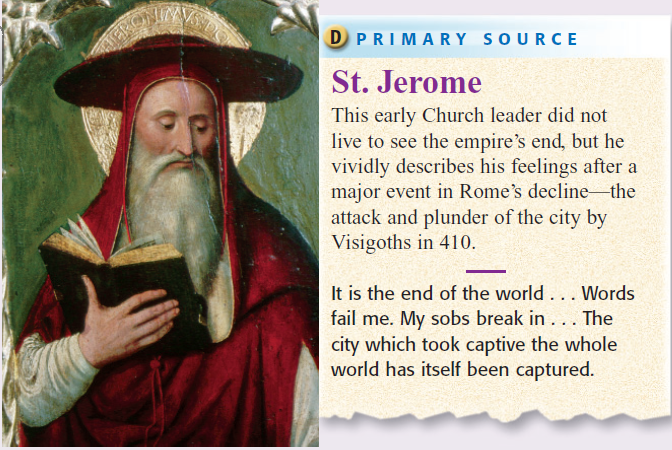 IERONIMVS
D PRIMARY SOURCE
St. Jerome
This early Church leader did not
live to see the empire's end, but he
vividly describes his feelings after a
major event in Rome's decline—the
attack and plunder of the city by
Visigoths in 410.
It is the end of the world . . . Words
fail me. My sobs break in . . . The
city which took captive the whole
world has itself been captured.